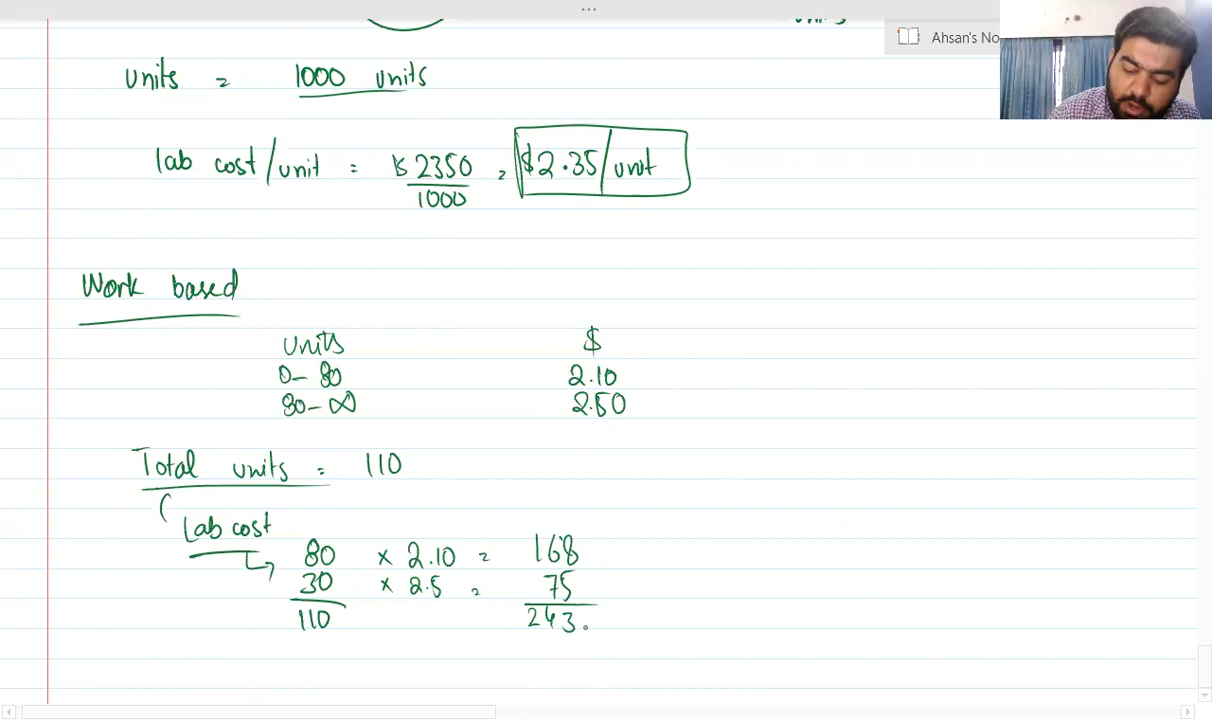 units
Ahsan's No
units = 1000 units
lab cost/unit = $2350 / 1000 = $2.35/unit
Work based
units $
0 - 80 2.10
80 - ∞ 2.50
Total units = 110
Lab cost
80 × 2.10 = 168
30 × 2.5 = 75
110 243.